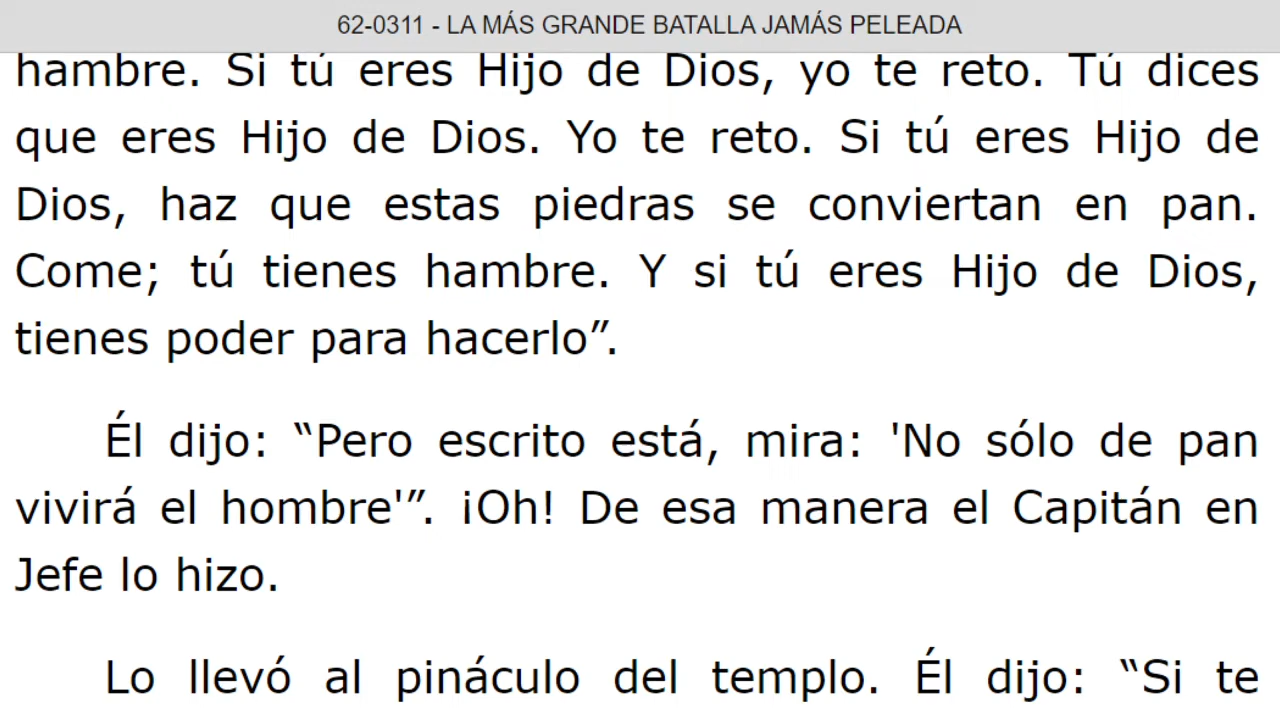 62-0311 - LA MÁS GRANDE BATALLA JAMÁS PELEADA
hambre. Si tú eres Hijo de Dios, yo te reto. Tú dices
que eres Hijo de Dios. Yo te reto. Si tú eres Hijo de
Dios, haz que estas piedras se conviertan en pan.
Come; tú tienes hambre. Y si tú eres Hijo de Dios,
tienes poder para hacerlo”.
Él dijo: “Pero escrito está, mira: 'No sólo de pan
vivirá el hombre'”. ¡Oh! De esa manera el Capitán en
Jefe lo hizo.
Lo llevó al pináculo del templo. Él dijo: “Si te